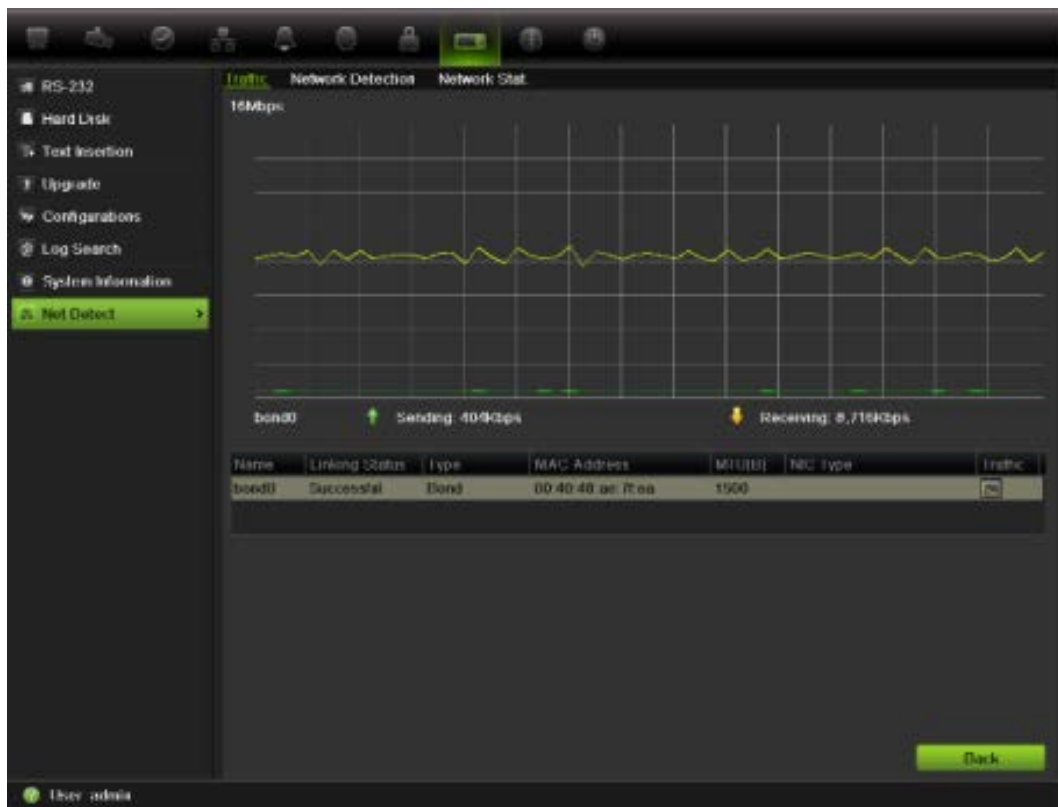 Traffic Network Detection Network Stat.
RS-232
Hard Disk
Text Insertion
Upgrade
Configurations
Log Search
System Information
Net Detect
16Mbps
bond0 Sending: 404Kbps Receiving: 8,716Kbps
Name Linking Status Type MAC Address MTU(B) NIC Type Traffic
bond0 Successful Bond 1500
Back
User: admin